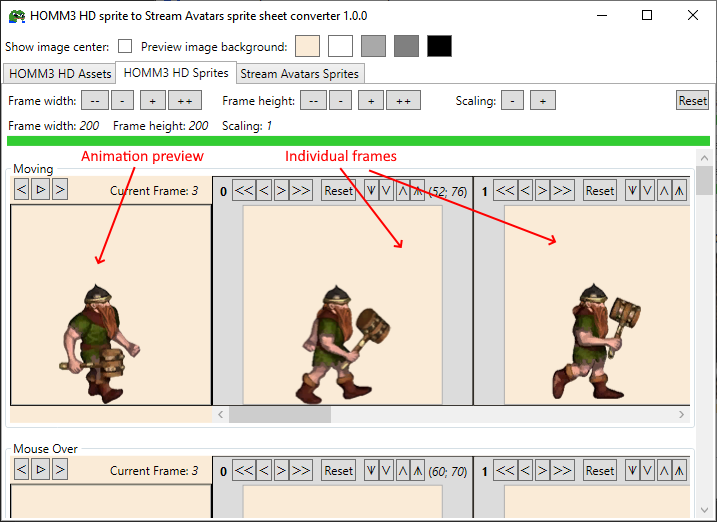 HOMM3 HD sprite to Stream Avatars sprite sheet converter 1.0.0
Show image center: Preview image background:
HOMM3 HD Assets HOMM3 HD Sprites Stream Avatars Sprites
Frame width: -- - + ++ Frame height: -- - + ++ Scaling: - + Reset
Frame width: 200 Frame height: 200 Scaling: 1
Animation preview Individual frames
Moving
< > Current Frame: 3 0 << < > >> Reset (52; 76) 1 << < > >> Reset
Mouse Over
< > Current Frame: 3 0 << < > >> Reset (60; 70) 1 << < > >> Reset